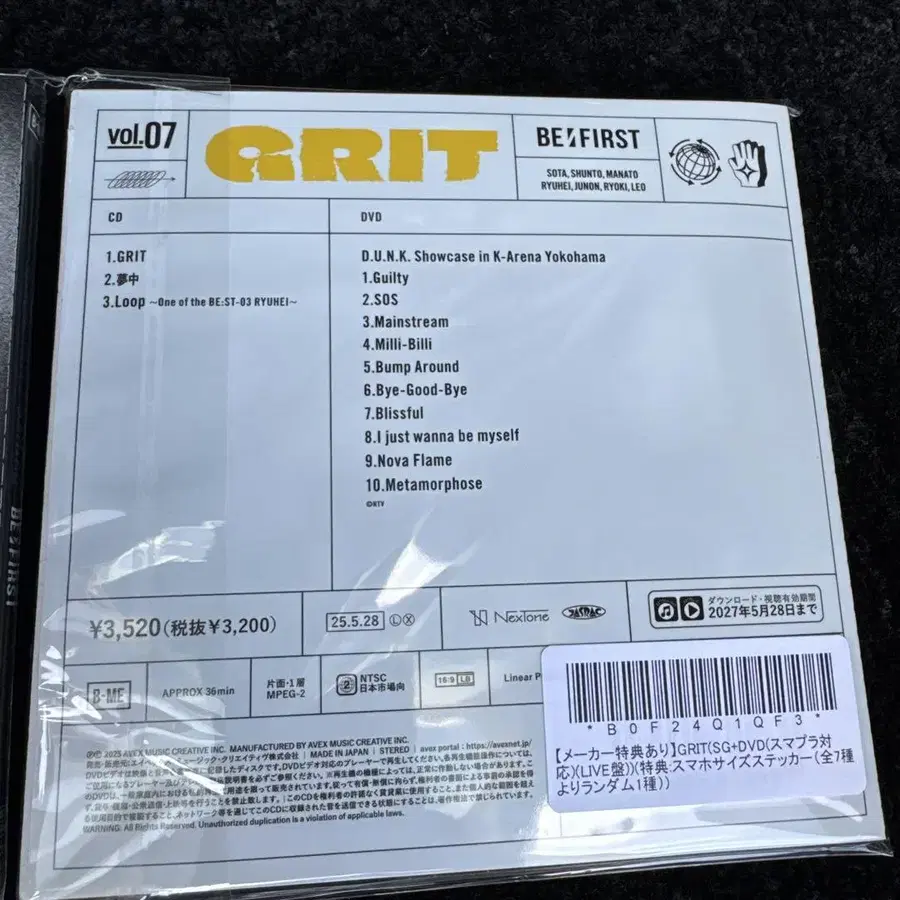 vol.07
GRIT
BE:FIRST
SOTA, SHUNTO, MANATO
RYUHEI, JUNON, RYOKI, LEO
CD
1.GRIT
2.夢中
3.Loop ~One of the BE:ST-03 RYUHEI~
DVD
D.U.N.K. Showcase in K-Arena Yokohama
1.Guilty
2.SOS
3.Mainstream
4.Milli-Billi
5.Bump Around
6.Bye-Good-Bye
7.Blissful
8.I just wanna be myself
9.Nova Flame
10.Metamorphose
©NTV
¥3,520(税抜¥3,200)
25.5.28 Ⓛ Ⓧ
NexTone
JASRAC
ダウンロード・視聴有効期間
2027年5月28日まで
B-ME
APPROX 36min
片面・1層
MPEG-2
2
NTSC
日本市場向
16:9 LB
Linear P
*B0F24Q1QF3*
【メーカー特典あり】GRIT(SG+DVD(スマプラ対
応)(LIVE盤))(特典:スマホサイズステッカー(全7種
よりランダム1種))
℗© 2025 AVEX MUSIC CREATIVE INC. MANUFACTURED BY AVEX MUSIC CREATIVE INC.
MADE IN JAPAN | STEREO | avex portal : https://avexnet.jp/
WARNING: All Rights Reserved. Unauthorized duplication is a violation of applicable laws.
BE:FIRST